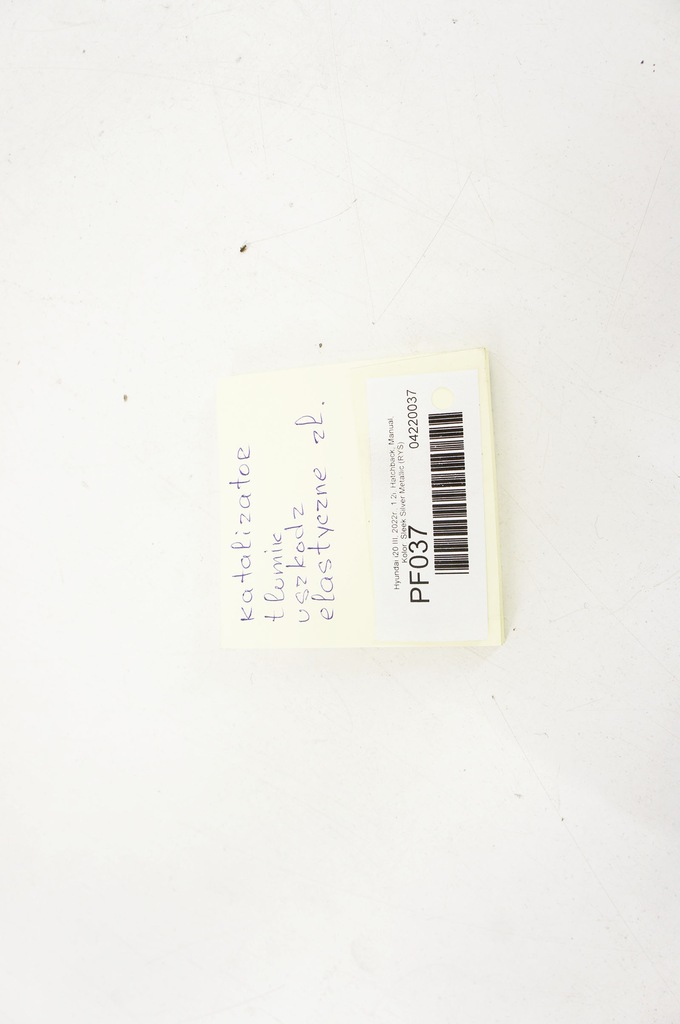 katalizator
tłumik
uszkodz
elastyczne zł.
Hyundai i20 III, 2022r., 1.2i, Hatchback, Manual,
Kolor: Sleek Silver Metallic (RYS)
PF037
04220037